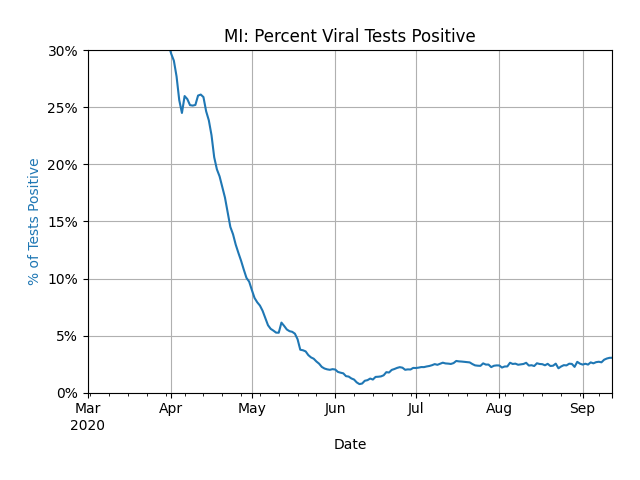 MI: Percent Viral Tests Positive
30%
25%
20%
15%
10%
5%
0%
% of Tests Positive
Mar Apr May Jun Jul Aug Sep
2020
Date